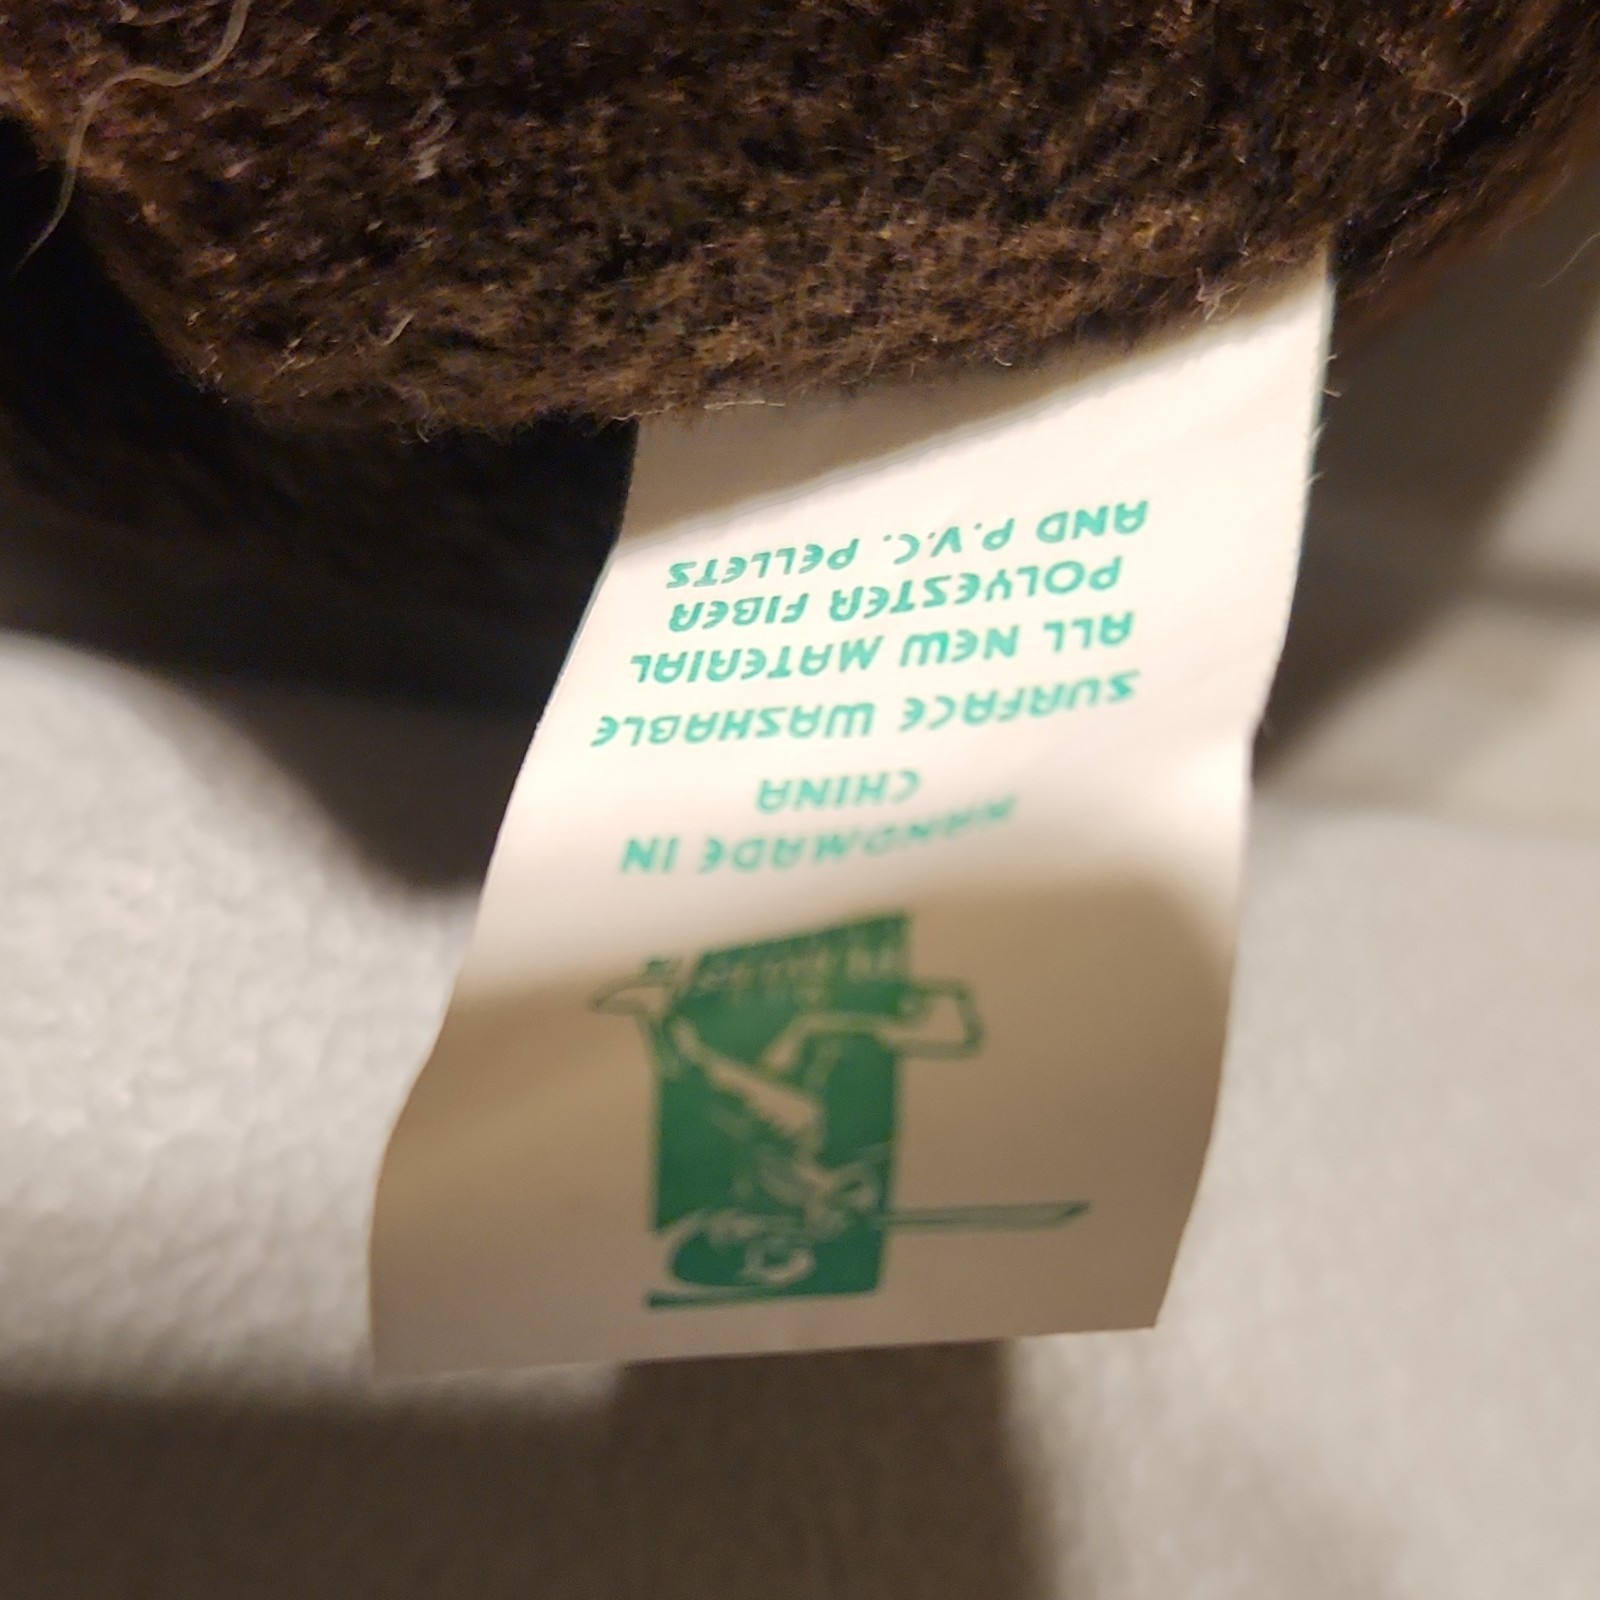 HANDMADE IN
CHINA
SURFACE WASHABLE
ALL NEW MATERIAL
POLYESTER FIBER
AND P.V.C. PELLETS